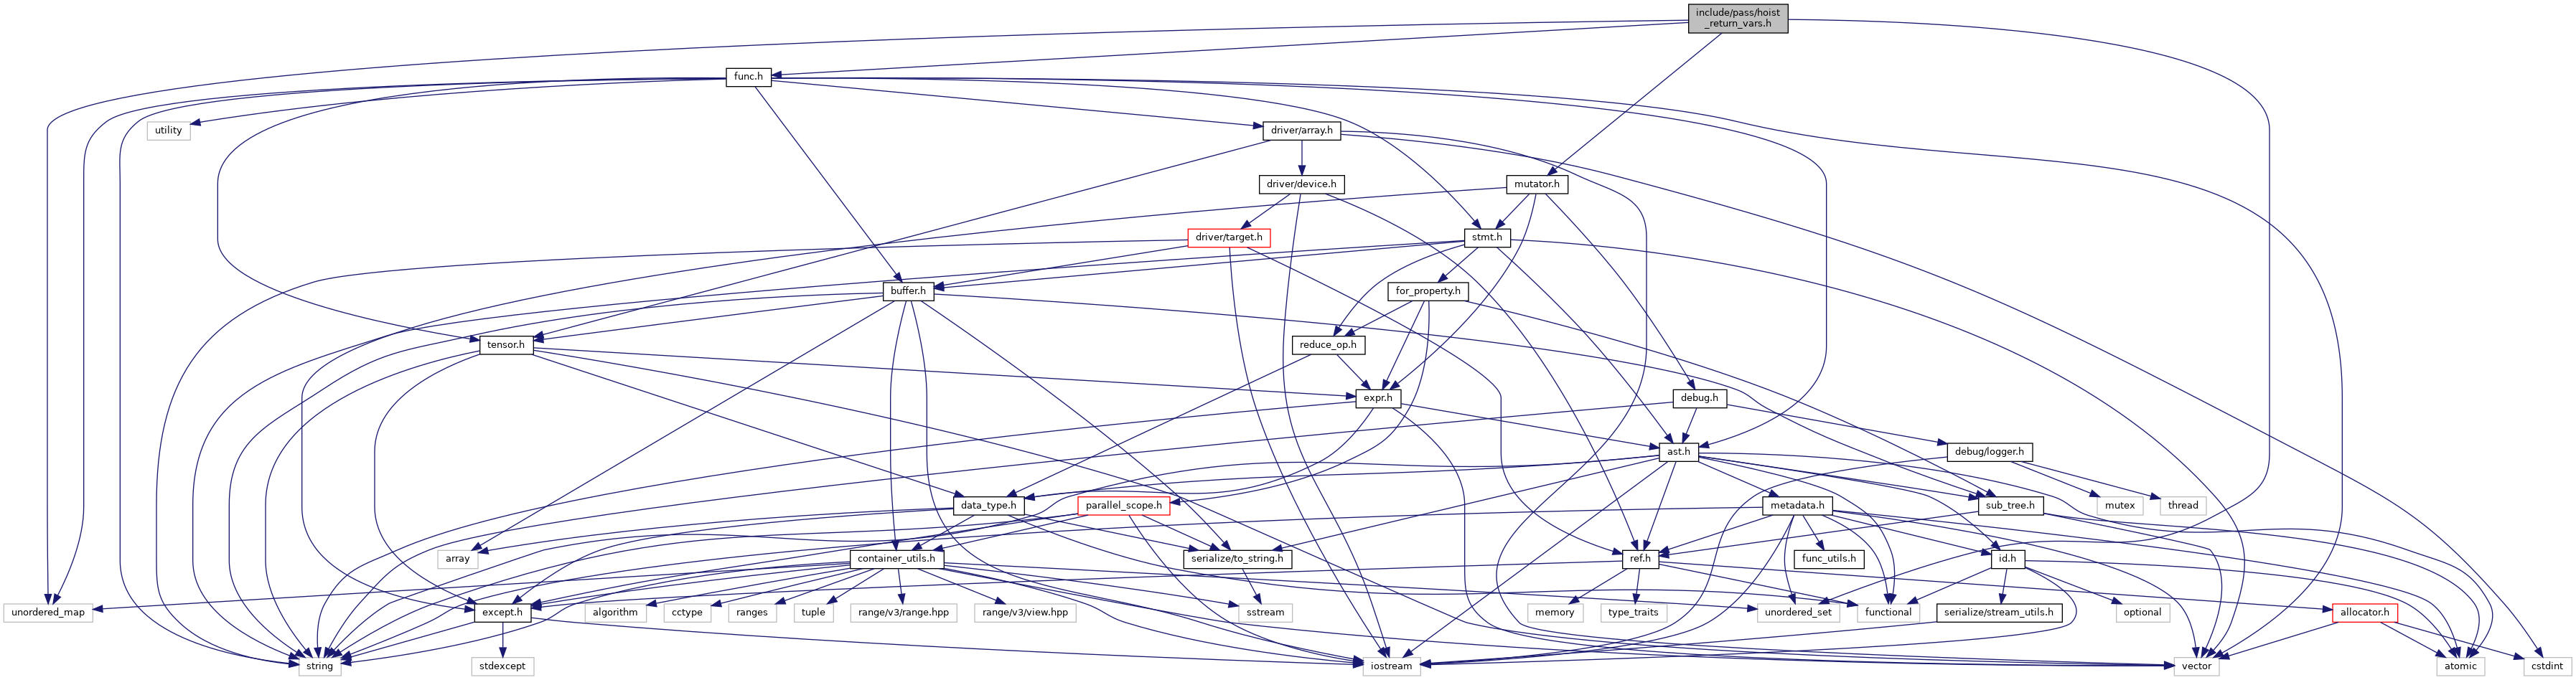 include/pass/hoist
_return_vars.h
func.h
utility
driver/array.h
driver/device.h
mutator.h
driver/target.h
stmt.h
buffer.h
for_property.h
tensor.h
reduce_op.h
expr.h
debug.h
ast.h
debug/logger.h
data_type.h
parallel_scope.h
metadata.h
sub_tree.h
mutex
thread
array
container_utils.h
serialize/to_string.h
ref.h
func_utils.h
id.h
unordered_map
except.h
algorithm
cctype
ranges
tuple
range/v3/range.hpp
range/v3/view.hpp
sstream
memory
type_traits
unordered_set
functional
serialize/stream_utils.h
optional
allocator.h
string
stdexcept
iostream
vector
atomic
cstdint